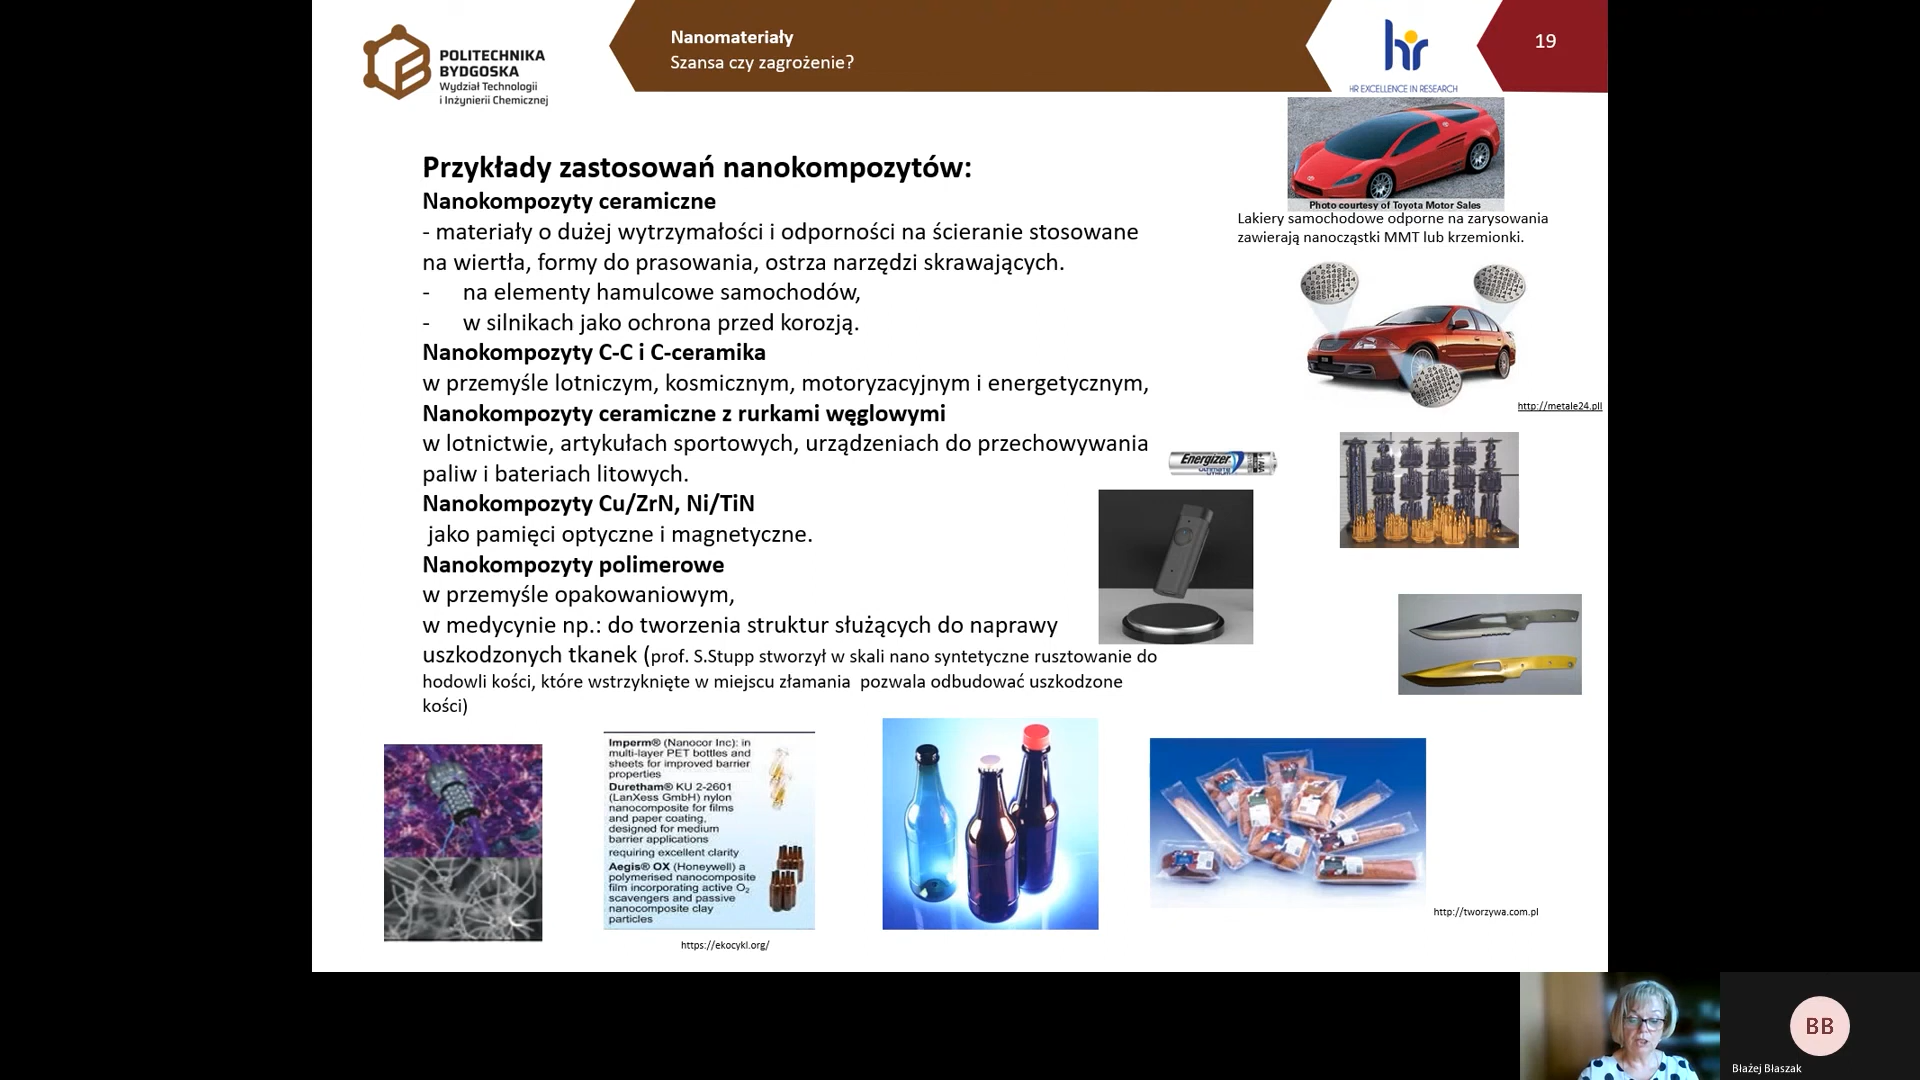 POLITECHNIKA
BYDGOSKA
Wydział Technologii
i Inżynierii Chemicznej
Nanomateriały
Szansa czy zagrożenie?
hr
HR EXCELLENCE IN RESEARCH
19
Photo courtesy of Toyota Motor Sales
Lakiery samochodowe odporne na zarysowania
zawierają nanocząstki MMT lub krzemionki.
http://metale24.pll
Przykłady zastosowań nanokompozytów:
Nanokompozyty ceramiczne
- materiały o dużej wytrzymałości i odporności na ścieranie stosowane
na wiertła, formy do prasowania, ostrza narzędzi skrawających.
- na elementy hamulcowe samochodów,
- w silnikach jako ochrona przed korozją.
Nanokompozyty C-C i C-ceramika
w przemyśle lotniczym, kosmicznym, motoryzacyjnym i energetycznym,
Nanokompozyty ceramiczne z rurkami węglowymi
w lotnictwie, artykułach sportowych, urządzeniach do przechowywania
paliw i bateriach litowych.
Nanokompozyty Cu/ZrN, Ni/TiN
jako pamięci optyczne i magnetyczne.
Nanokompozyty polimerowe
w przemyśle opakowaniowym,
w medycynie np.: do tworzenia struktur służących do naprawy
uszkodzonych tkanek (prof. S.Stupp stworzył w skali nano syntetyczne rusztowanie do
hodowli kości, które wstrzyknięte w miejscu złamania pozwala odbudować uszkodzone
kości)
Energizer
Imperm® (Nanocor Inc): in
multi-layer PET bottles and
sheets for improved barrier
properties
Duretham® KU 2-2601
(LanXess GmbH) nylon
nanocomposite for films
and paper coating,
designed for medium
barrier applications
requiring excellent clarity
Aegis® OX (Honeywell) a
polymerised nanocomposite
film incorporating active O₂
scavengers and passive
nanocomposite clay
particles
https://ekocykl.org/
http://tworzywa.com.pl
BB
Błażej Błaszak